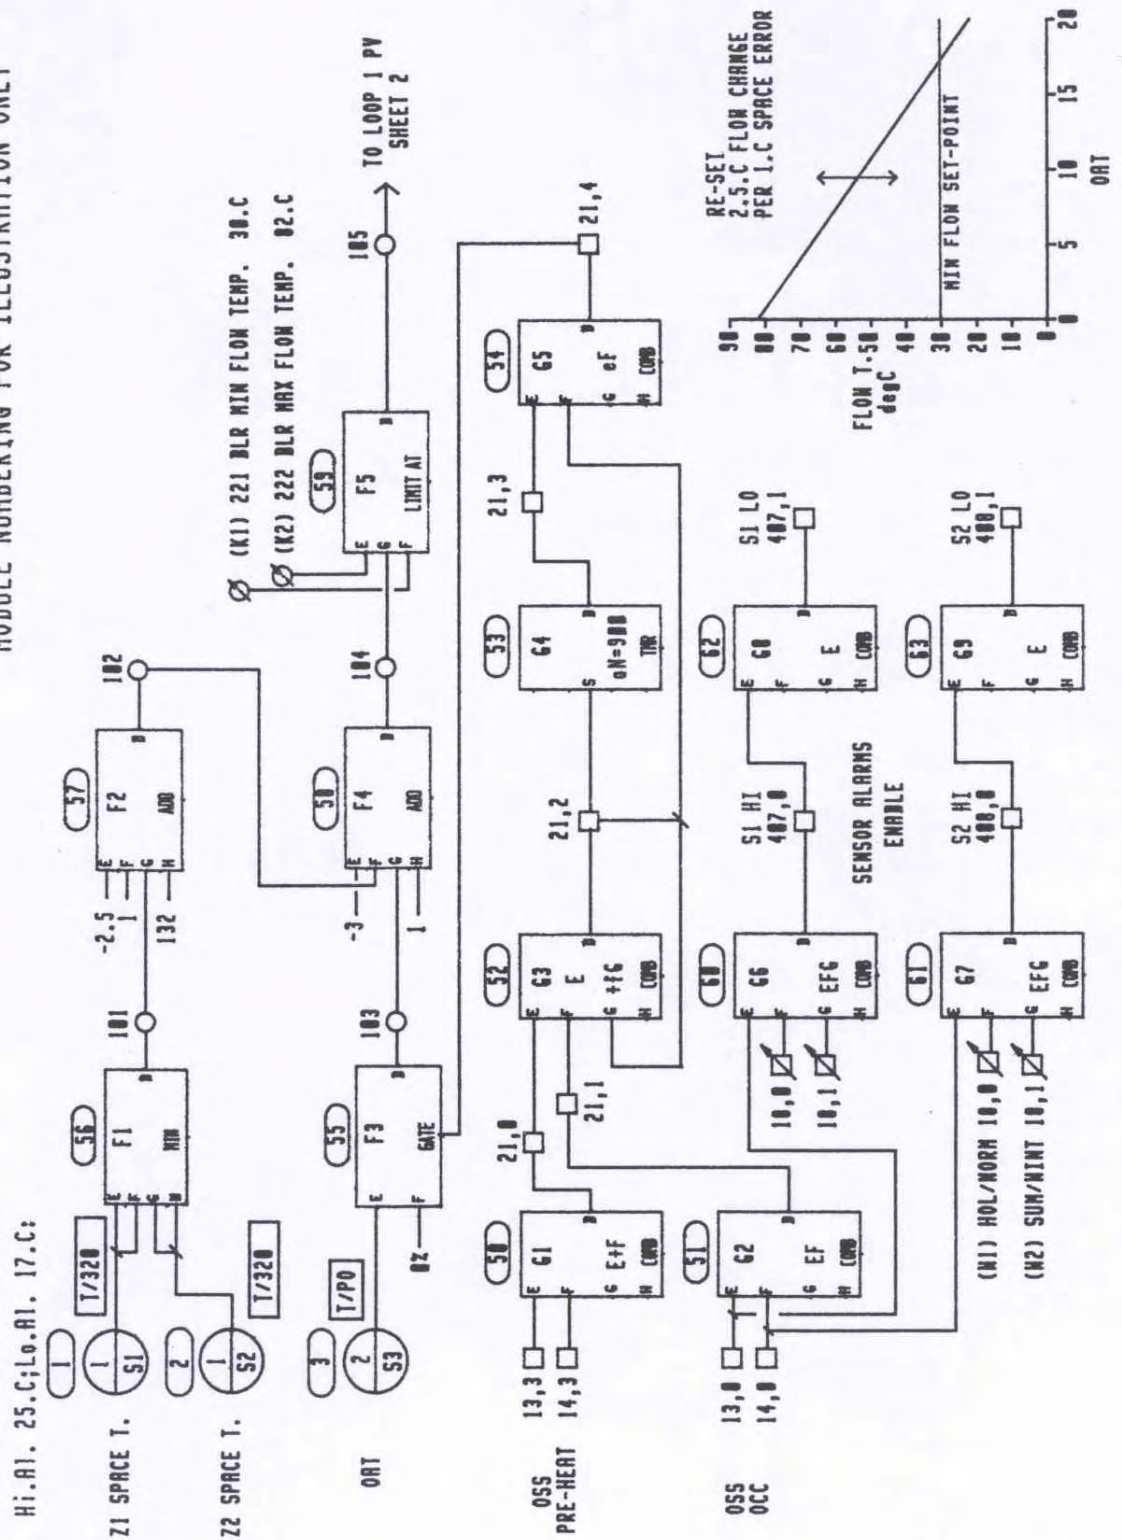 MODULE NUMBERING FOR ILLUSTRATION ONLY
Hi.Al. 25.C;Lo.Al. 17.C:
Z1 SPACE T.
1
1
S1
T/320
Z2 SPACE T.
2
1
S2
T/320
56
F1
E
F
G
H
D
MIN
101
-2.5
1
132
57
F2
E
F
G
H
D
ADD
102
ORT
3
2
S3
T/PO
0%
55
F3
E
F
D
GATE
103
-3
1
58
F4
E
F
G
H
D
ADD
104
(K1) 221 BLR MIN FLOW TEMP. 30.C
(K2) 222 BLR MAX FLOW TEMP. 82.C
59
F5
E
G
F
D
LIMIT AT
105
TO LOOP 1 PV
SHEET 2
OSS
PRE-HEAT
13,3
14,3
50
G1
E
F
G
H
E+F
D
COMB
21,0
21,1
52
G3
E
F
G
H
E
+fG
D
COMB
21,2
53
G4
S
oN=900
D
TMR
21,3
54
G5
E
F
G
H
eF
D
COMB
21,4
OSS
OCC
13,0
14,0
51
G2
E
F
G
H
EF
D
COMB
10,0
10,1
60
G6
E
F
G
H
EFG
D
COMB
S1 HI
407,0
62
G8
E
F
G
H
E
D
COMB
S1 LO
407,1
SENSOR ALARMS
ENABLE
(W1) HOL/NORM 10,0
(W2) SUM/WINT 10,1
61
G7
E
F
G
H
EFG
D
COMB
S2 HI
408,0
63
G9
E
F
G
H
E
D
COMB
S2 LO
408,1
RE-SET
2.5.C FLOW CHANGE
PER 1.C SPACE ERROR
90
80
70
60
50
40
30
20
10
0
FLOW T.
degC
MIN FLOW SET-POINT
0
5
10
15
20
OAT